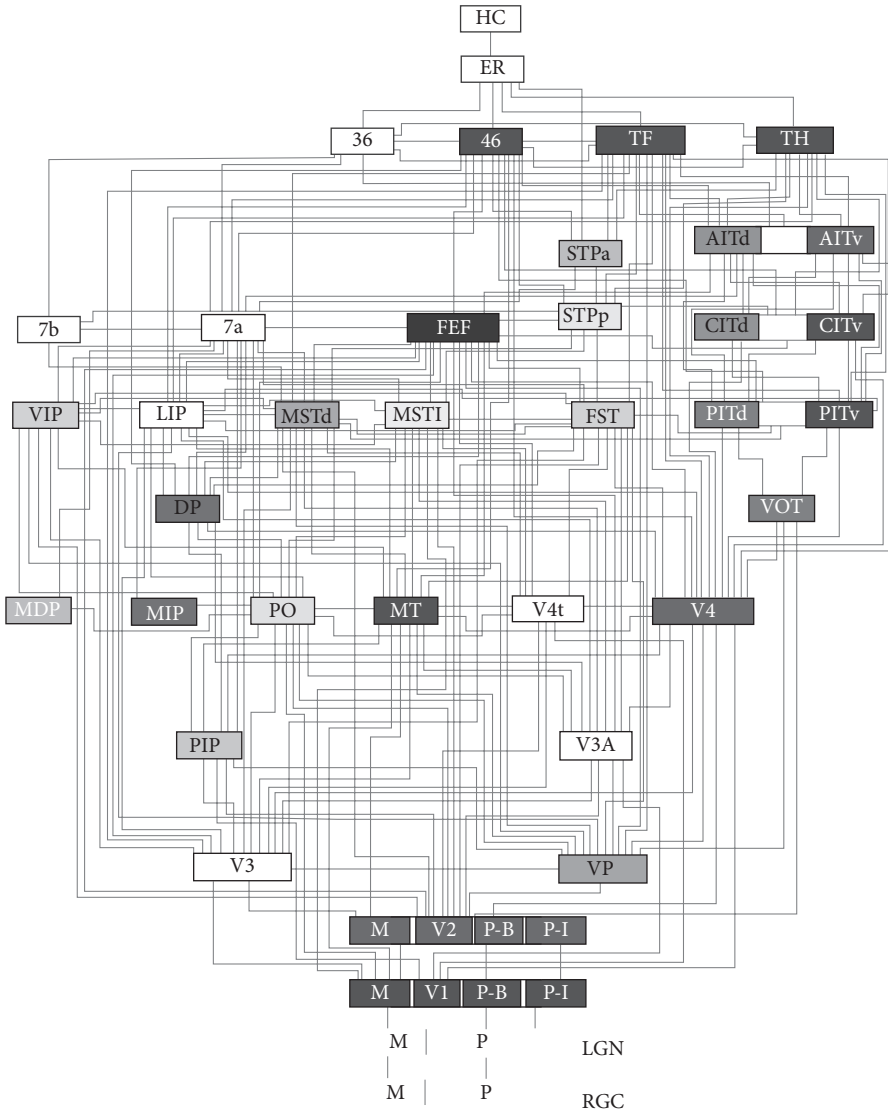 HC
ER
36 46 TF TH
STPa AITd AITv
7b 7a FEF STPp CITd CITv
VIP LIP MSTd MSTI FST PITd PITv
DP VOT
MDP MIP PO MT V4t V4
PIP V3A
V3 VP
M V2 P-B P-I
M V1 P-B P-I
M P LGN
M P RGC